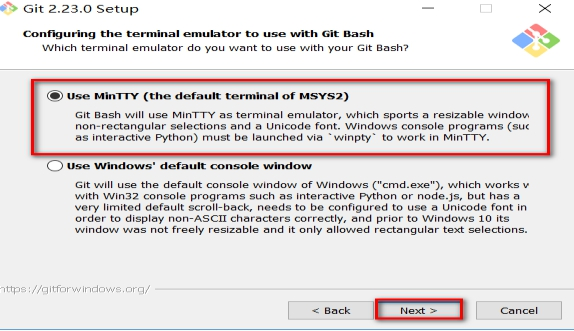 Git 2.23.0 Setup
Configuring the terminal emulator to use with Git Bash
Which terminal emulator do you want to use with your Git Bash?
Use MinTTY (the default terminal of MSYS2)
Git Bash will use MinTTY as terminal emulator, which sports a resizable window
non-rectangular selections and a Unicode font. Windows console programs (suc
as interactive Python) must be launched via `winpty` to work in MinTTY.
Use Windows' default console window
Git will use the default console window of Windows ("cmd.exe"), which works w
with Win32 console programs such as interactive Python or node.js, but has a
very limited default scroll-back, needs to be configured to use a Unicode font in
order to display non-ASCII characters correctly, and prior to Windows 10 its
window was not freely resizable and it only allowed rectangular text selections.
https://gitforwindows.org/
< Back
Next >
Cancel